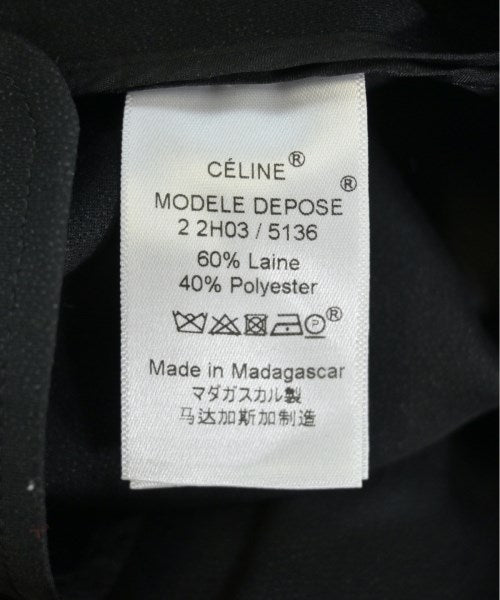 CÉLINE®
MODELE DEPOSE®
2 2H03 / 5136
60% Laine
40% Polyester
P ®
Made in Madagascar
マダガスカル製
马达加斯加制造